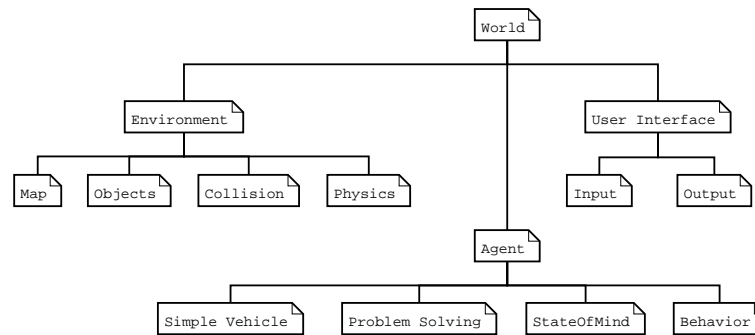 World
Environment
User Interface
Map
Objects
Collision
Physics
Input
Output
Agent
Simple Vehicle
Problem Solving
StateOfMind
Behavior